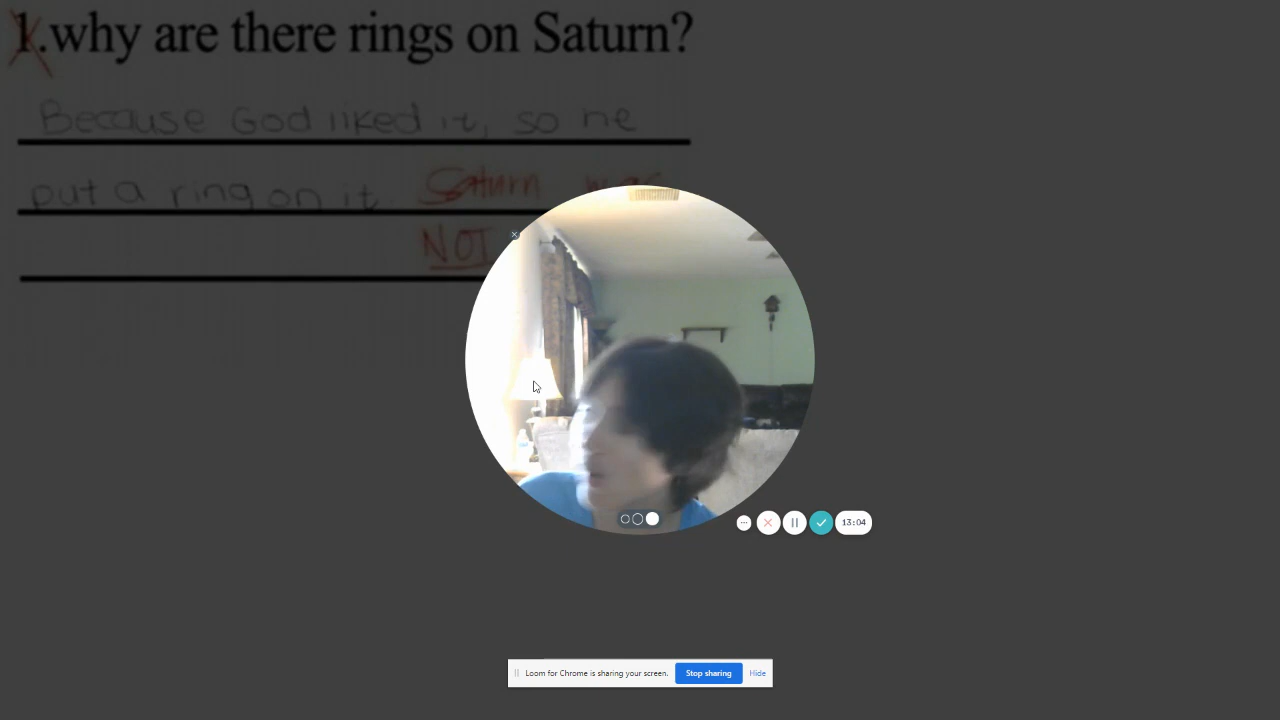 1.why are there rings on Saturn?
Because God liked it, so he
put a ring on it. Saturn was
NOT
13:04
Loom for Chrome is sharing your screen. Stop sharing Hide